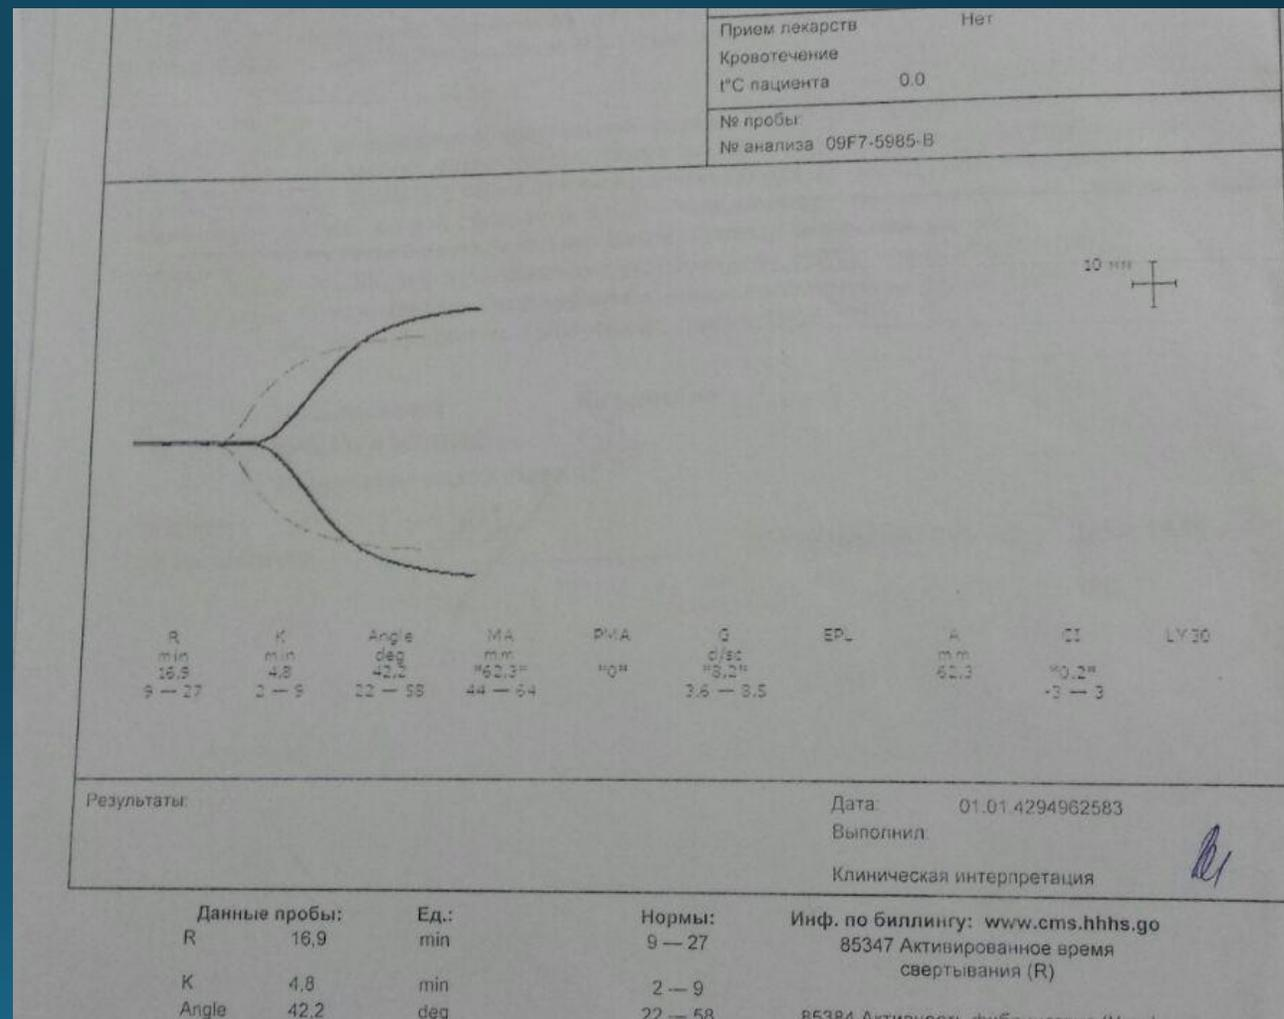 Прием лекарств Нет
Кровотечение
t°C пациента 0.0
№ пробы:
№ анализа 09F7-5985-B
10 мм
R K Angle MA PMA G EPL A CI LY30
min min deg mm d/sc mm
16,9 4,8 42,2 "62,3" "0" "8,2" 62,3 "0,2"
9 — 27 2 — 9 22 — 58 44 — 64 3,6 — 8,5 -3 — 3
Результаты:
Дата: 01.01.4294962583
Выполнил:
Клиническая интерпретация
Данные пробы: Ед.: Нормы: Инф. по биллингу: www.cms.hhhs.go
R 16,9 min 9 — 27 85347 Активированное время
свертывания (R)
K 4,8 min 2 — 9
Angle 42,2 deg 22 — 58 85384 Активность